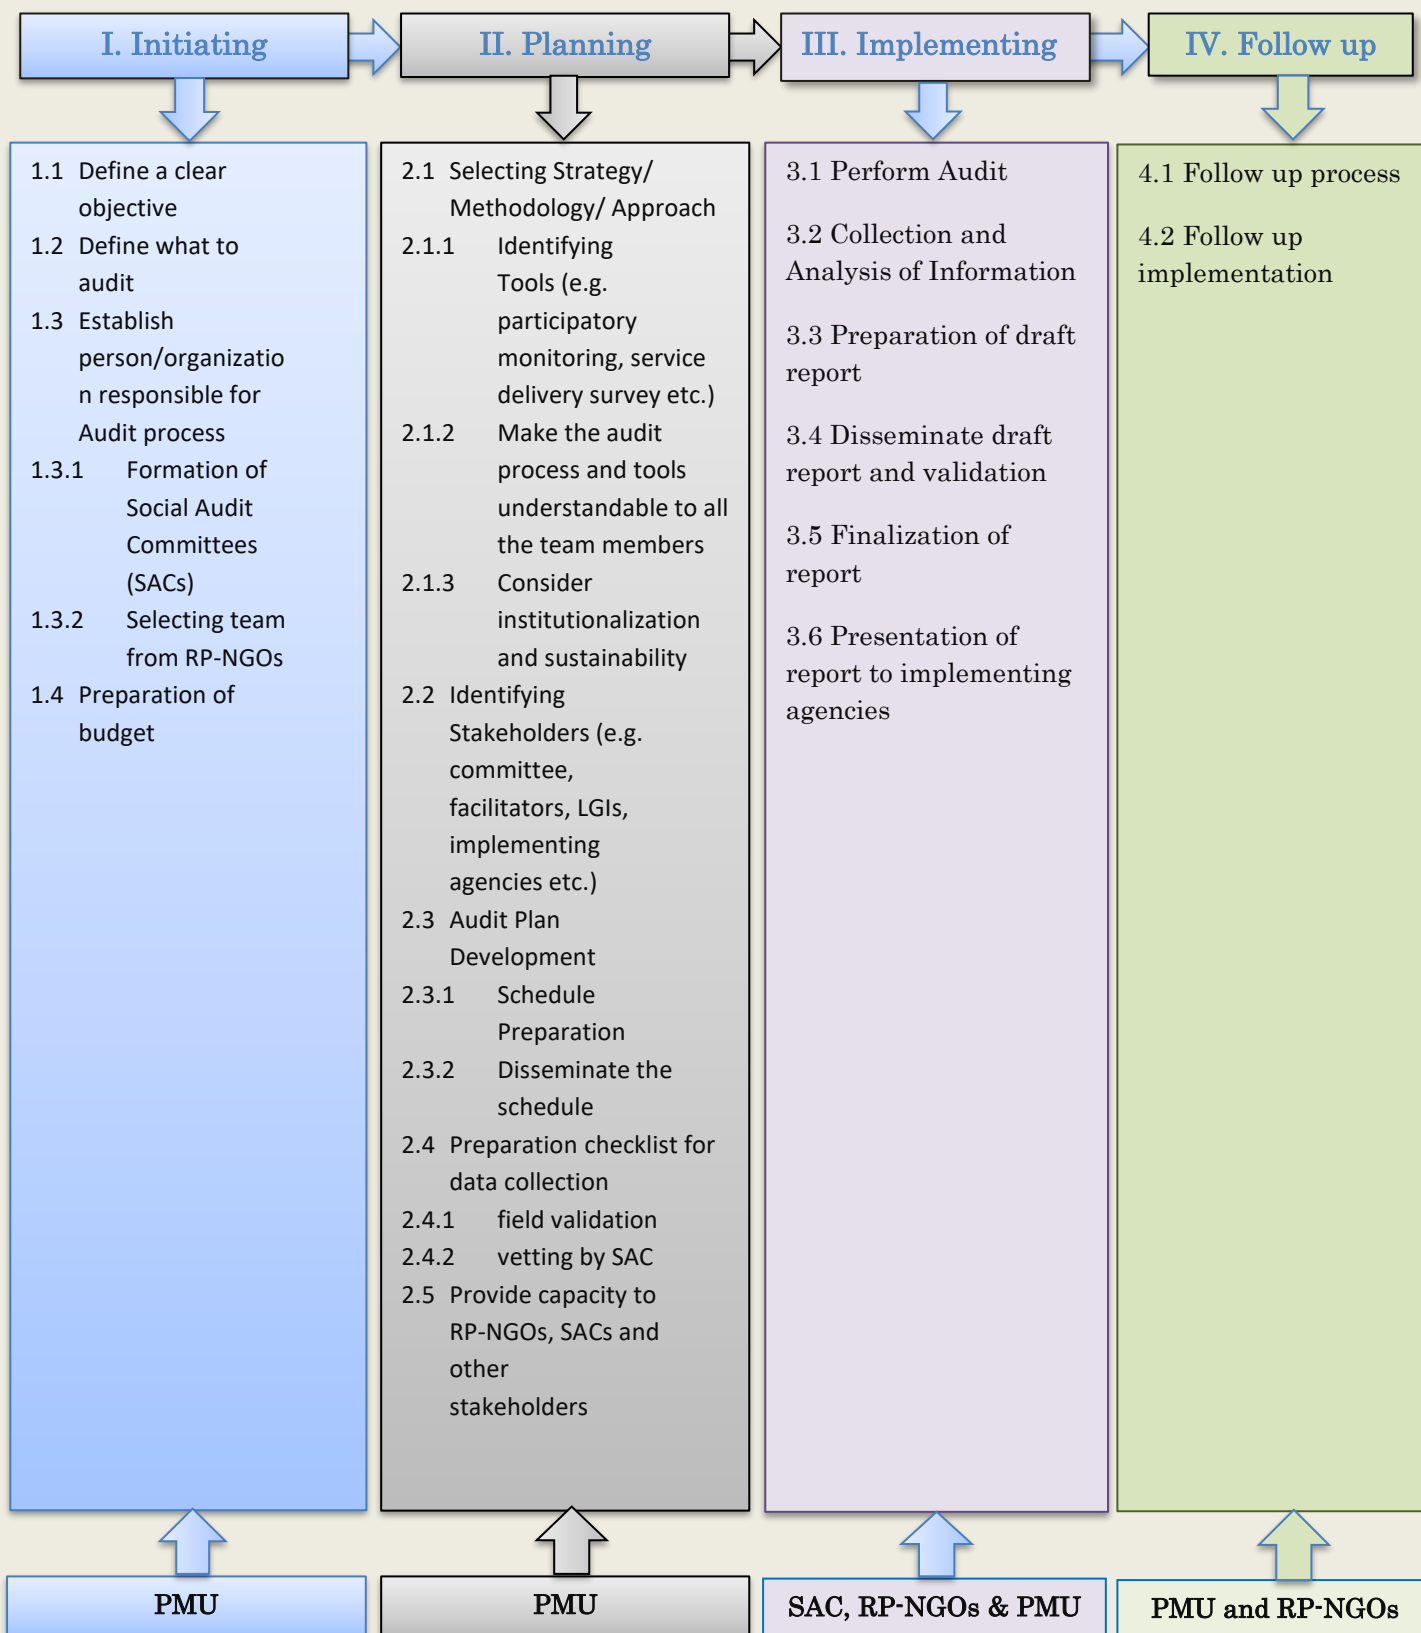 I. Initiating
II. Planning
III. Implementing
IV. Follow up
1.1 Define a clear
objective
1.2 Define what to
audit
1.3 Establish
person/organizatio
n responsible for
Audit process
1.3.1 Formation of
Social Audit
Committees
(SACs)
1.3.2 Selecting team
from RP-NGOs
1.4 Preparation of
budget
2.1 Selecting Strategy/
Methodology/ Approach
2.1.1 Identifying
Tools (e.g.
participatory
monitoring, service
delivery survey etc.)
2.1.2 Make the audit
process and tools
understandable to all
the team members
2.1.3 Consider
institutionalization
and sustainability
2.2 Identifying
Stakeholders (e.g.
committee,
facilitators, LGIs,
implementing
agencies etc.)
2.3 Audit Plan
Development
2.3.1 Schedule
Preparation
2.3.2 Disseminate the
schedule
2.4 Preparation checklist for
data collection
2.4.1 field validation
2.4.2 vetting by SAC
2.5 Provide capacity to
RP-NGOs, SACs and
other
stakeholders
3.1 Perform Audit
3.2 Collection and
Analysis of Information
3.3 Preparation of draft
report
3.4 Disseminate draft
report and validation
3.5 Finalization of
report
3.6 Presentation of
report to implementing
agencies
4.1 Follow up process
4.2 Follow up
implementation
PMU
PMU
SAC, RP-NGOs & PMU
PMU and RP-NGOs